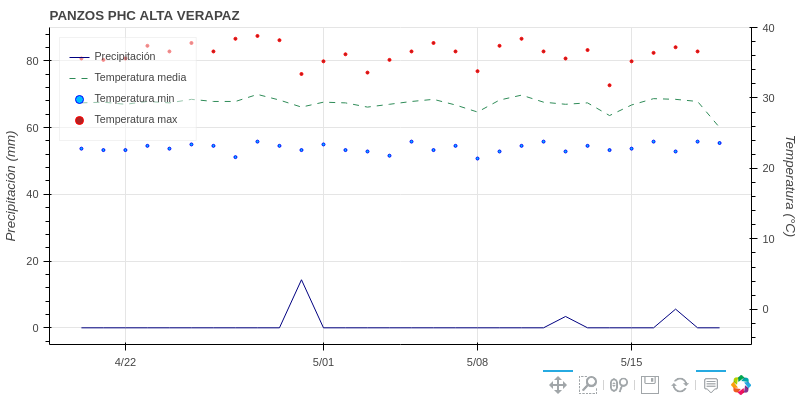 PANZOS PHC ALTA VERAPAZ
Precipitación
Temperatura media
Temperatura min
Temperatura max
Precipitación (mm)
80
60
40
20
0
Temperatura (°C)
40
30
20
10
0
4/22
5/01
5/08
5/15